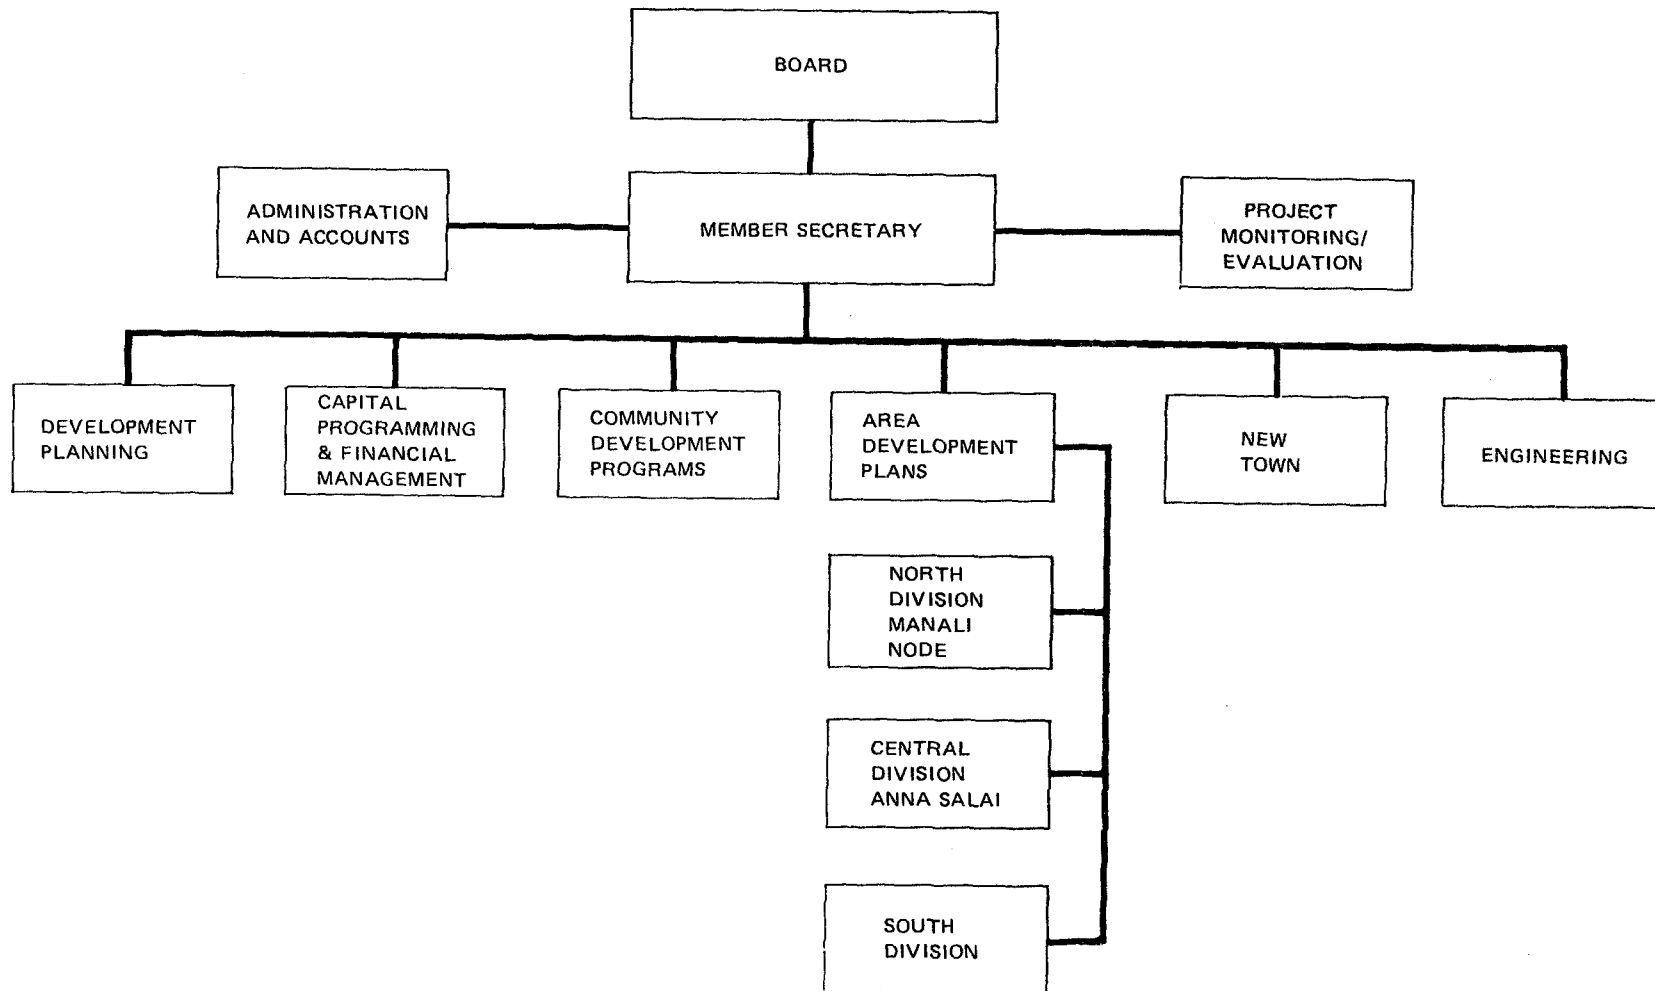 BOARD
ADMINISTRATION
AND ACCOUNTS
MEMBER SECRETARY
PROJECT
MONITORING/
EVALUATION
DEVELOPMENT
PLANNING
CAPITAL
PROGRAMMING
& FINANCIAL
MANAGEMENT
COMMUNITY
DEVELOPMENT
PROGRAMS
AREA
DEVELOPMENT
PLANS
NEW
TOWN
ENGINEERING
NORTH
DIVISION
MANALI
NODE
CENTRAL
DIVISION
ANNA SALAI
SOUTH
DIVISION